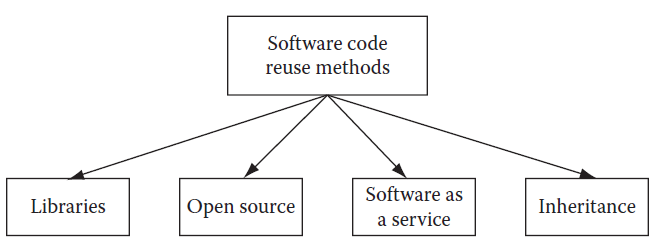 Software code
reuse methods
Libraries
Open source
Software as
a service
Inheritance